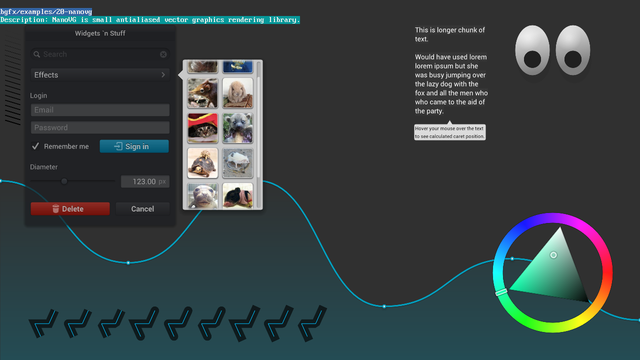 bgfx/examples/20-nanovg
Description: NanoVG is small antialiased vector graphics rendering library.
Widgets `n Stuff
Search
Effects
Login
Email
Password
Remember me
Sign in
Diameter
123.00 px
Delete
Cancel
This is longer chunk of
text.
Would have used lorem
lorem ipsum but she
was busy jumping over
the lazy dog with the
fox and all the men who
who came to the aid of
the party.
Hover your mouse over the text
to see calculated caret position.